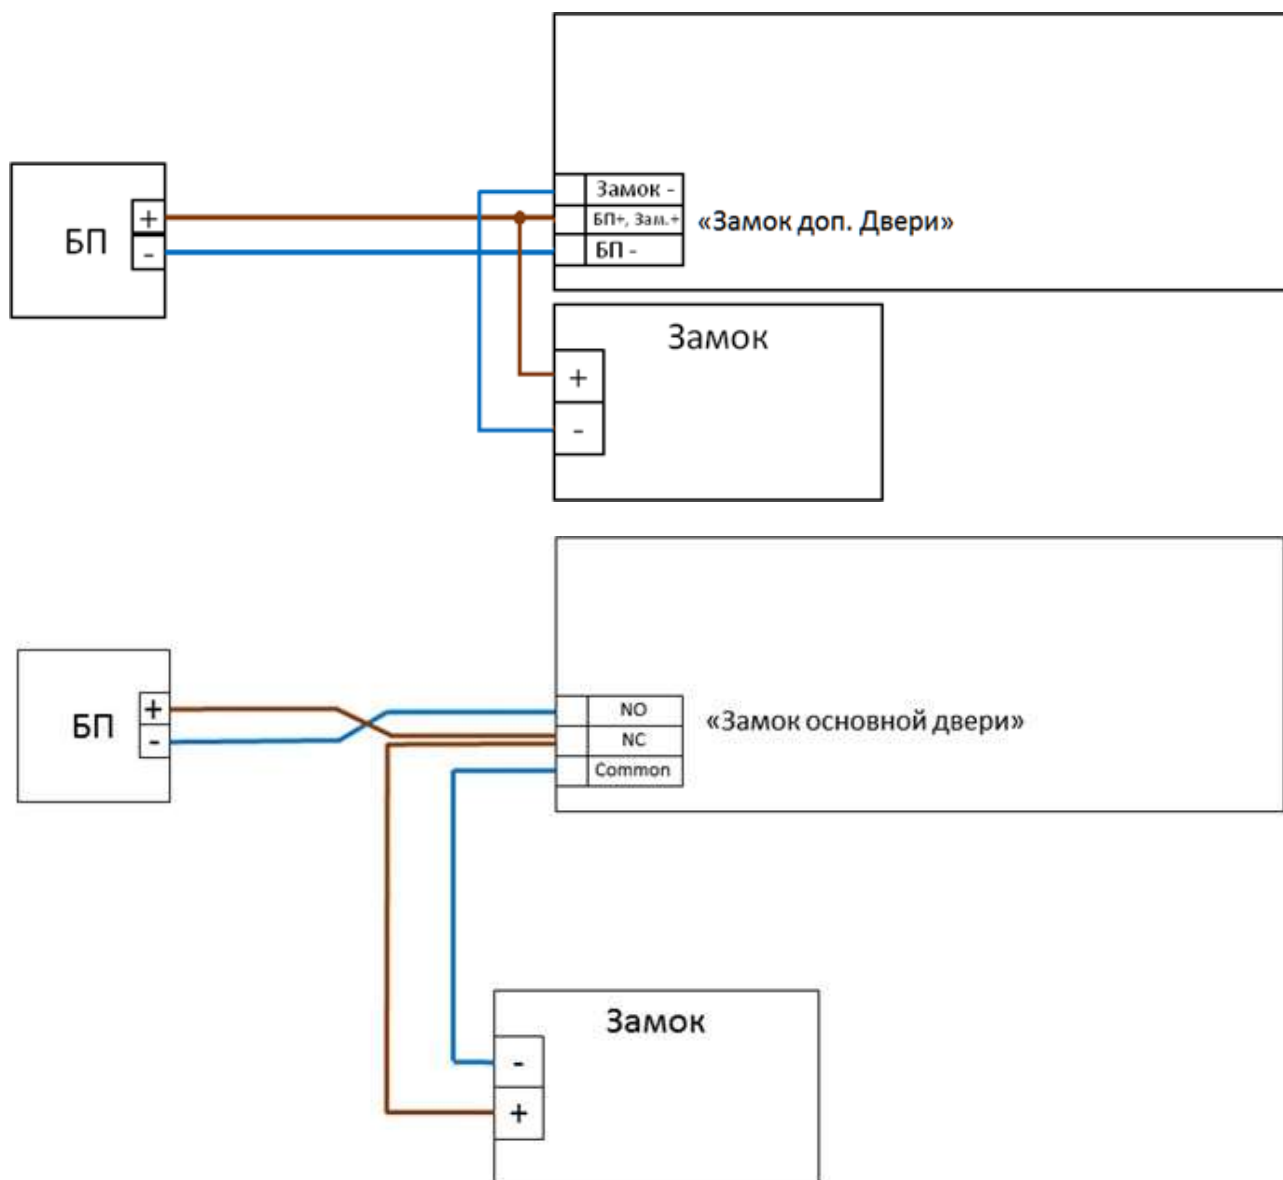 БП
+
-
Замок -
БП+, Зам.+
БП -
«Замок доп. Двери»
Замок
+
-
БП
+
-
NO
NC
Common
«Замок основной двери»
Замок
-
+